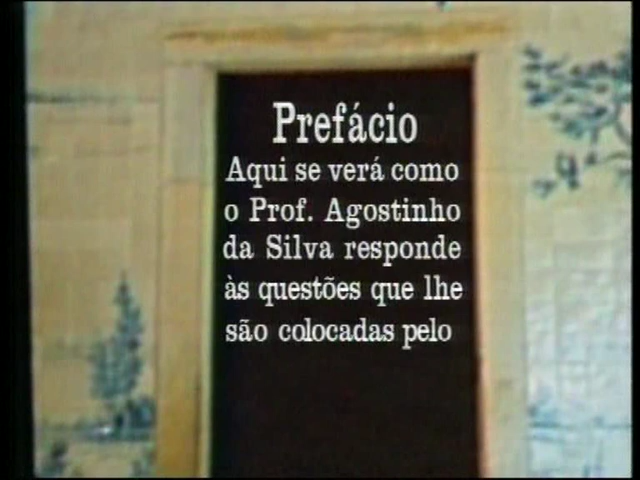 Prefácio
Aqui se verá como
o Prof. Agostinho
da Silva responde
às questões que lhe
são colocadas pelo